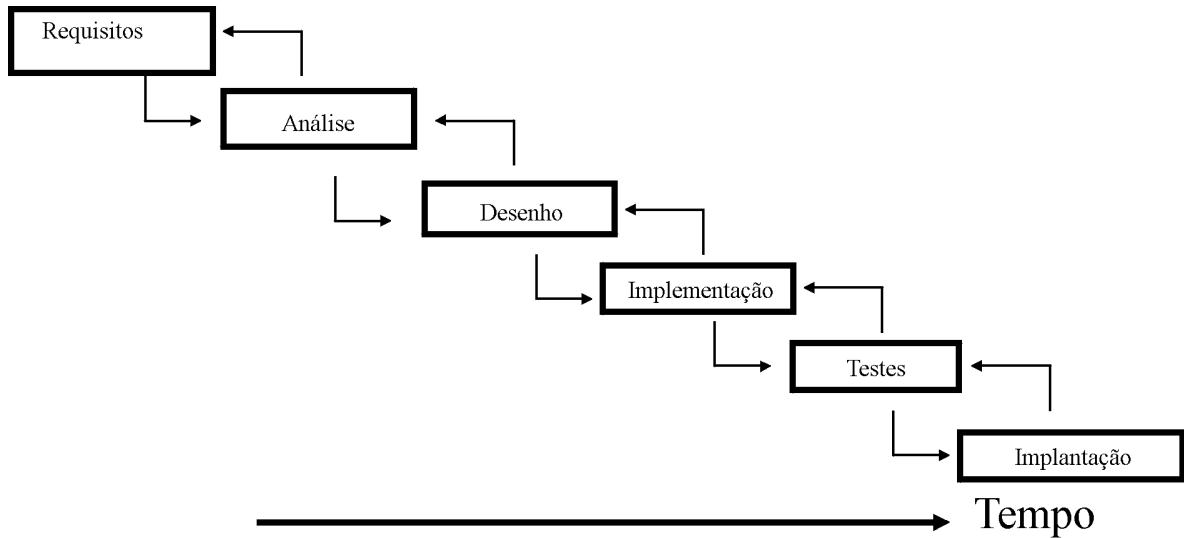 Requisitos
Análise
Desenho
Implementação
Testes
Implantação
Tempo